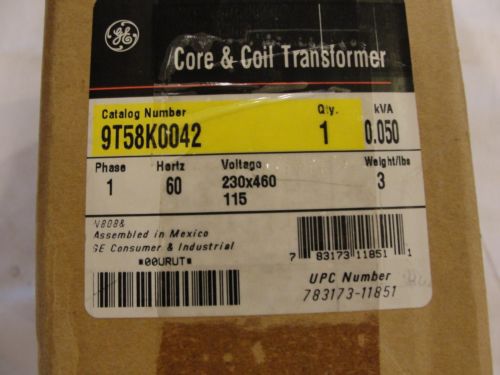 GE
Core & Coil Transformer
Catalog Number Qty. kVA
9T58K0042 1 0.050
Phase Hertz Voltage Weight/lbs
1 60 230x460 3
115
Assembled in Mexico
GE Consumer & Industrial
*00URUT*
7 83173 11851 1
UPC Number
783173-11851